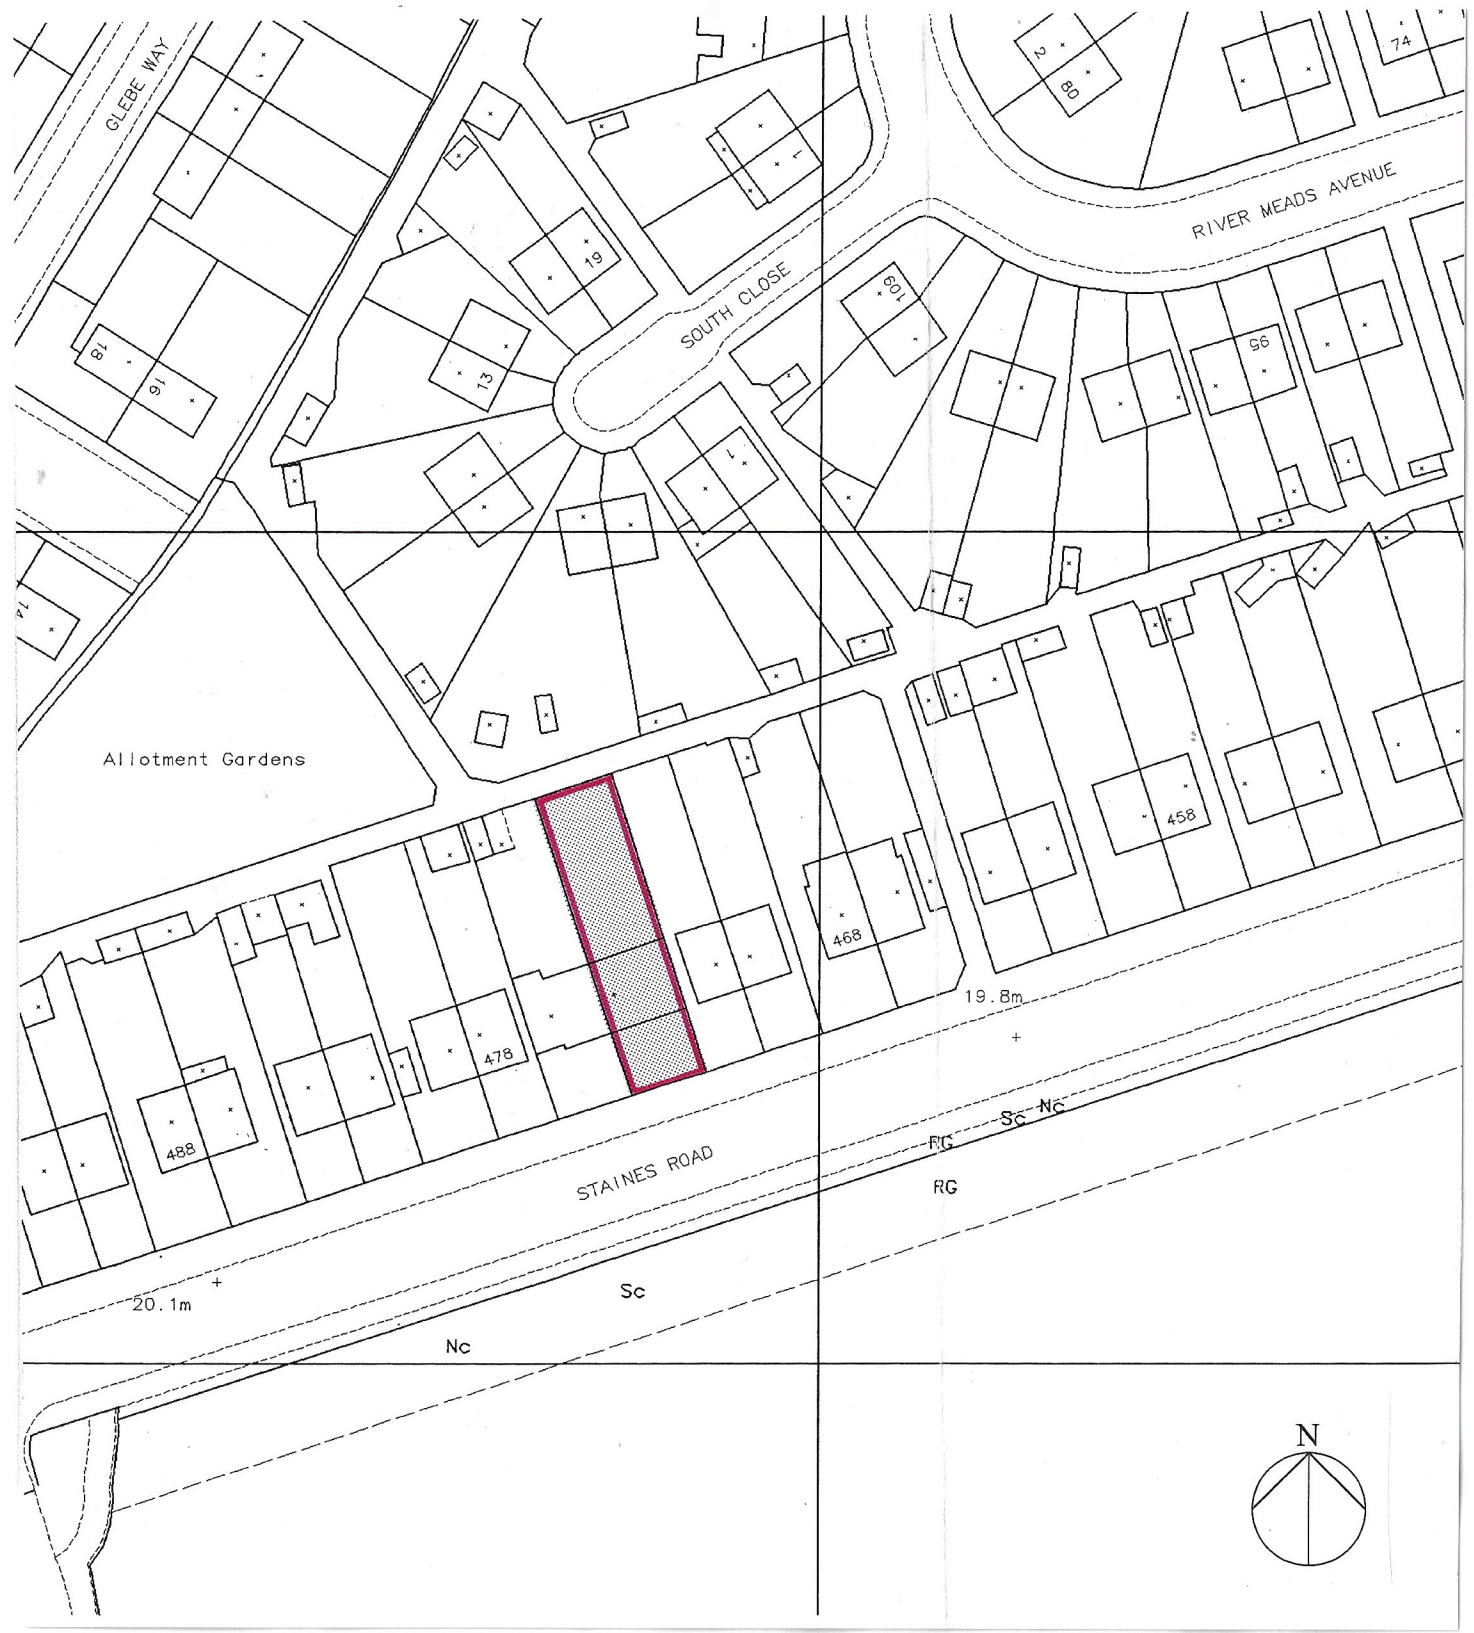 GLEBE WAY
1
2
80
74
RIVER MEADS AVENUE
1
19
SOUTH CLOSE
109
18
16
13
95
1
14
Allotment Gardens
458
468
19.8m
478
488
Sc
Nc
RG
STAINES ROAD
RG
20.1m
Sc
Nc
N